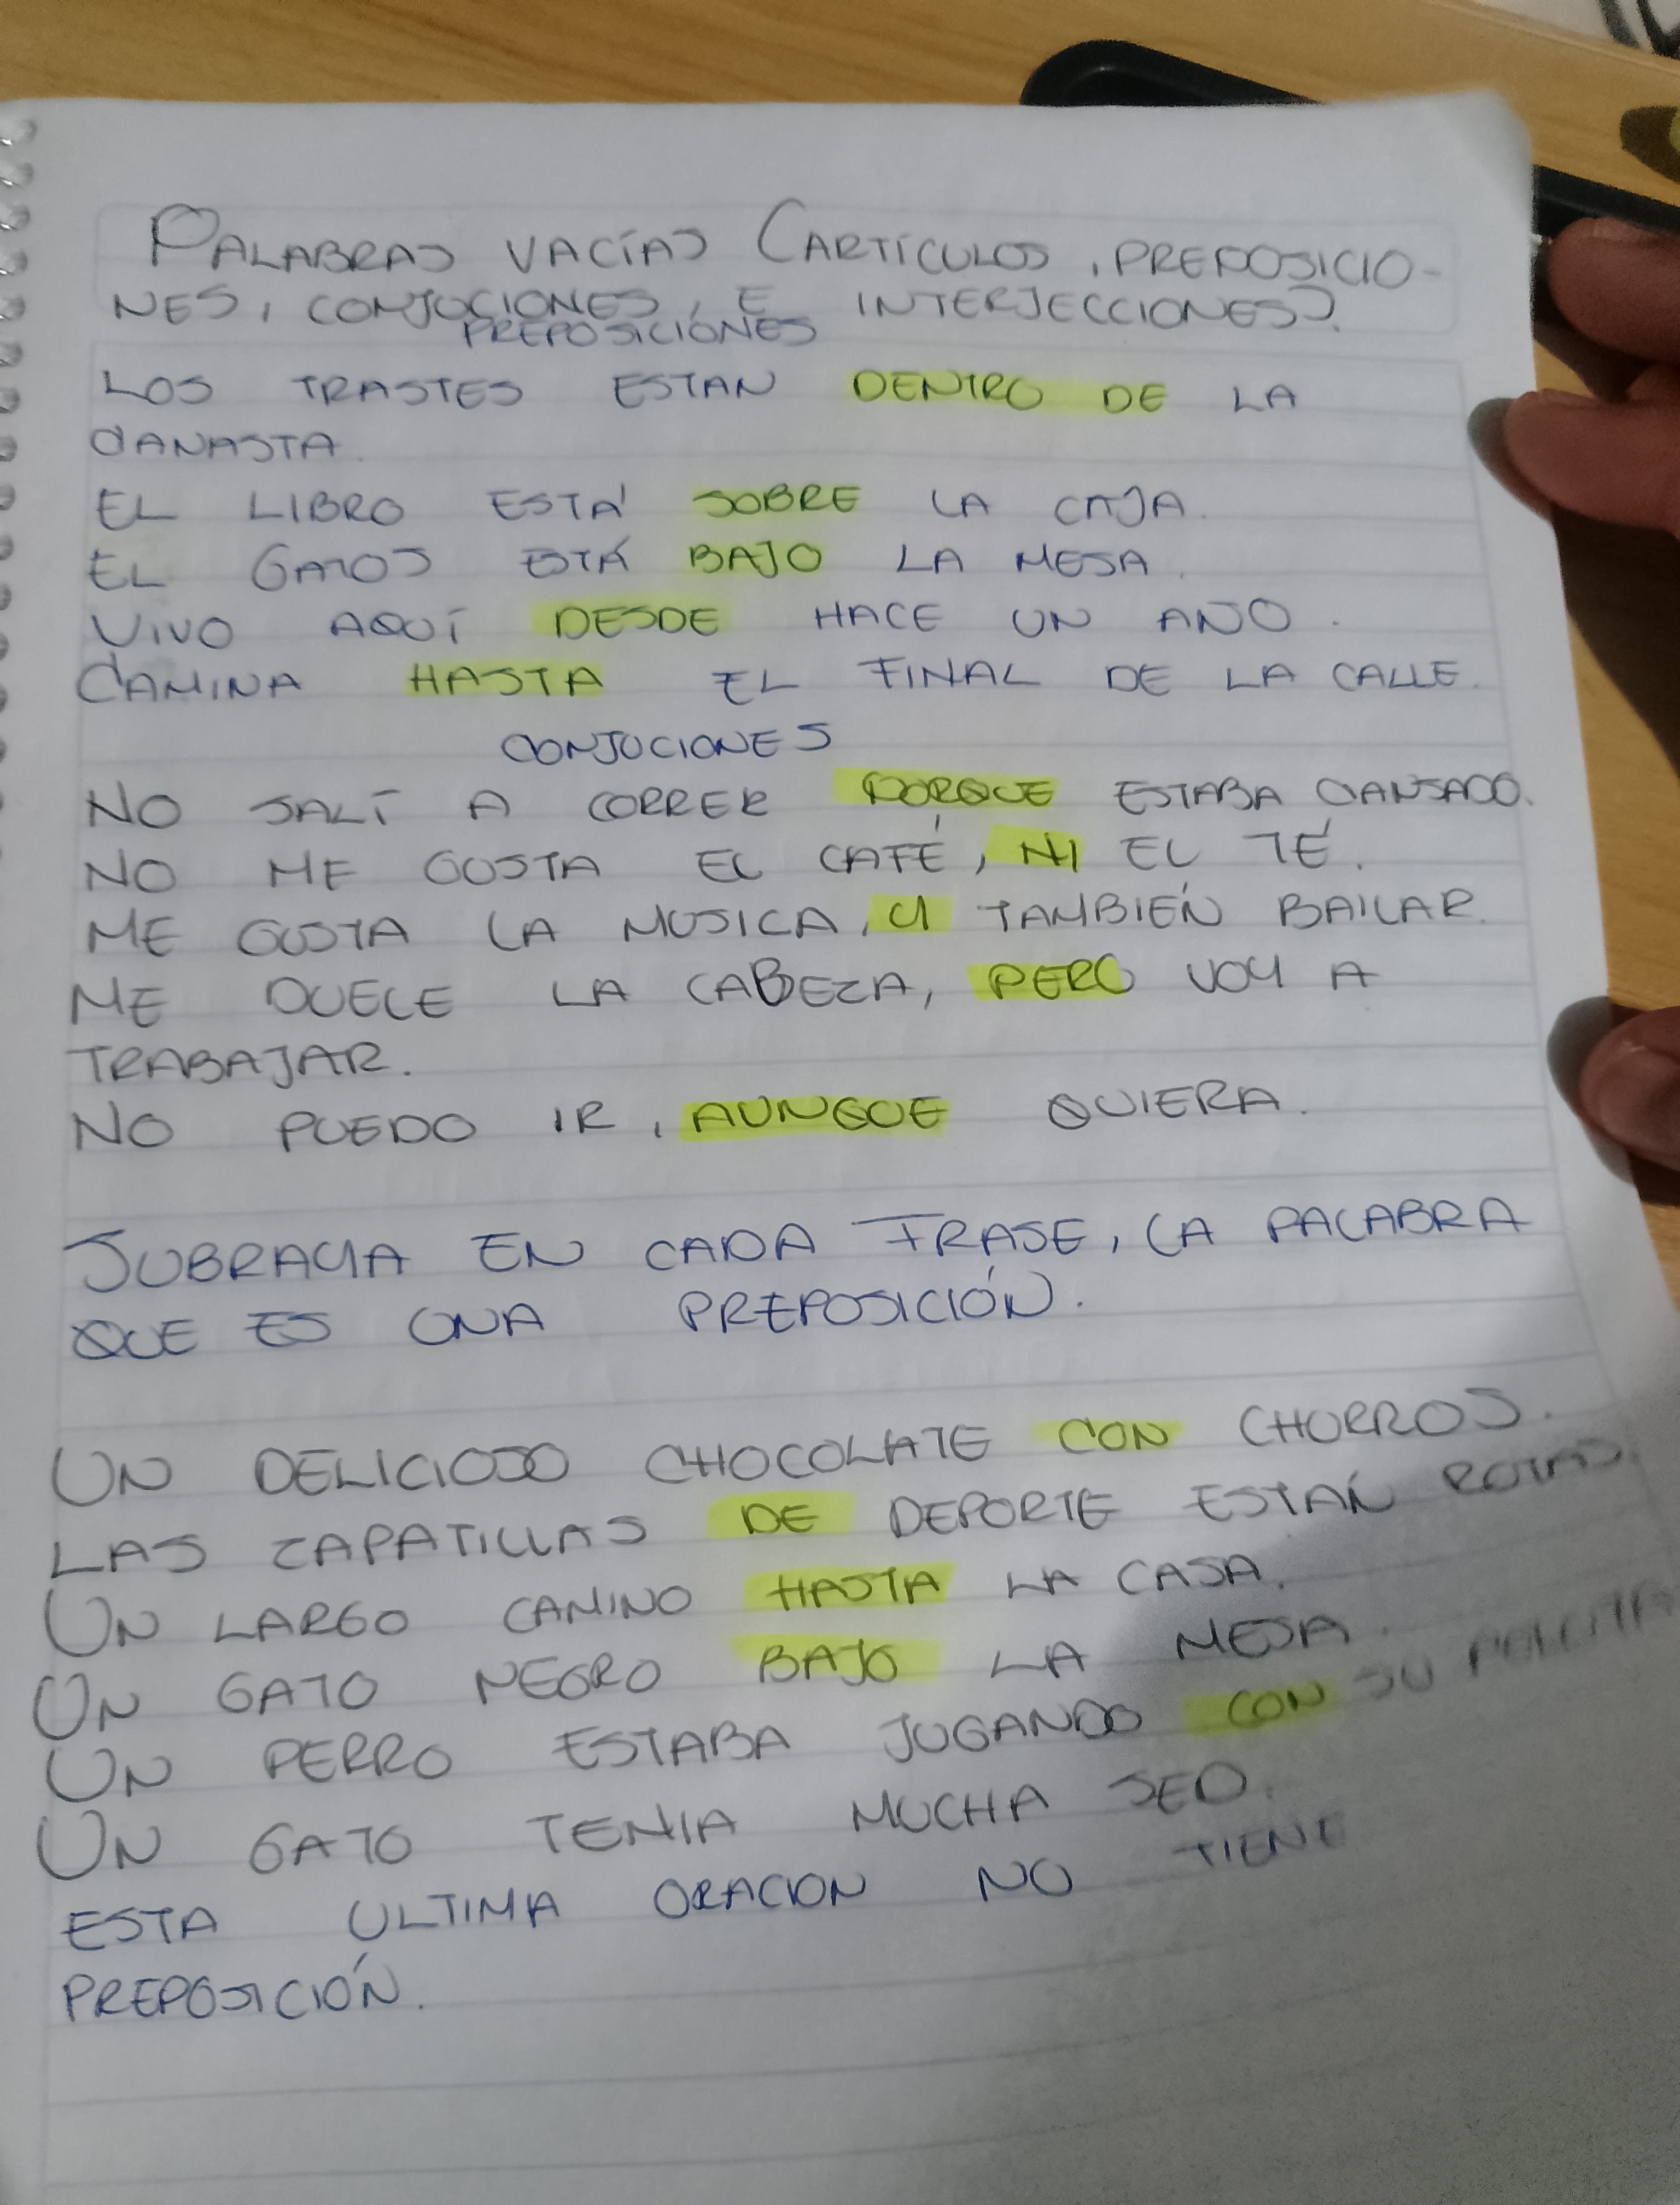 PALABRAS VACÍAS (ARTÍCULOS, PREPOSICIO-
NES, CONJUCIONES, E INTERJECCIONES).
PREPOSICIONES
LOS TRASTES ESTAN DENTRO DE LA
CANASTA.
EL LIBRO ESTÁ SOBRE LA CAJA.
EL GATOS ESTÁ BAJO LA MESA.
VIVO AQUÍ DESDE HACE UN AÑO.
CAMINA HASTA EL FINAL DE LA CALLE.
CONJUCIONES
NO SALÍ A CORRER PORQUE ESTABA CANSADO.
NO ME GUSTA EL CAFÉ, NI EL TÉ.
ME GUSTA LA MUSICA, Y TAMBIÉN BAILAR.
ME DUELE LA CABEZA, PERO VOY A
TRABAJAR.
NO PUEDO IR, AUNQUE QUIERA.
SUBRAYA EN CADA FRASE, LA PALABRA
QUE ES UNA PREPOSICIÓN.
UN DELICIOSO CHOCOLATE CON CHURROS.
LAS ZAPATILLAS DE DEPORTE ESTÁN ROTAS.
UN LARGO CAMINO HASTA LA CASA.
UN GATO NEGRO BAJO LA MESA.
UN PERRO ESTABA JUGANDO CON SU
UN GATO TENIA MUCHA SED.
ESTA ULTIMA ORACION NO TIENE
PREPOSICIÓN.